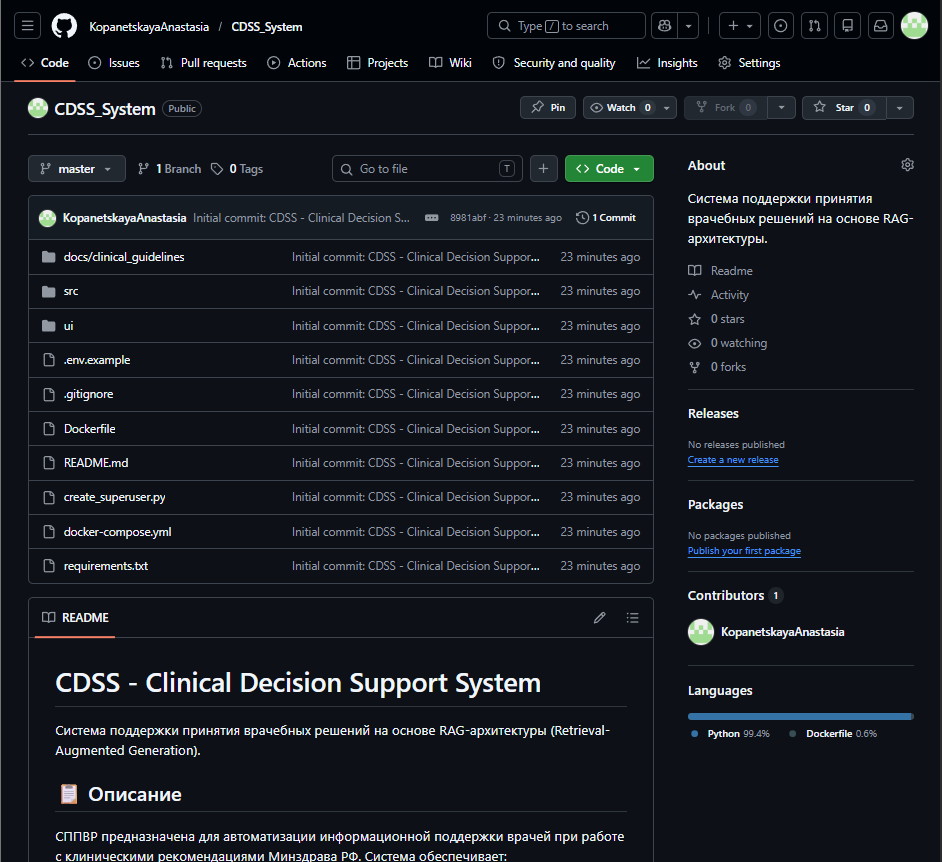 KopanetskayaAnastasia / CDSS_System
Type / to search
Code Issues Pull requests Actions Projects Wiki Security and quality Insights Settings
CDSS_System Public
Pin Watch 0 Fork 0 Star 0
master 1 Branch 0 Tags
Go to file T + Code
KopanetskayaAnastasia Initial commit: CDSS - Clinical Decision S... 8981abf · 23 minutes ago 1 Commit
docs/clinical_guidelines Initial commit: CDSS - Clinical Decision Suppor... 23 minutes ago
src Initial commit: CDSS - Clinical Decision Suppor... 23 minutes ago
ui Initial commit: CDSS - Clinical Decision Suppor... 23 minutes ago
.env.example Initial commit: CDSS - Clinical Decision Suppor... 23 minutes ago
.gitignore Initial commit: CDSS - Clinical Decision Suppor... 23 minutes ago
Dockerfile Initial commit: CDSS - Clinical Decision Suppor... 23 minutes ago
README.md Initial commit: CDSS - Clinical Decision Suppor... 23 minutes ago
create_superuser.py Initial commit: CDSS - Clinical Decision Suppor... 23 minutes ago
docker-compose.yml Initial commit: CDSS - Clinical Decision Suppor... 23 minutes ago
requirements.txt Initial commit: CDSS - Clinical Decision Suppor... 23 minutes ago
README
CDSS - Clinical Decision Support System
Система поддержки принятия врачебных решений на основе RAG-архитектуры (Retrieval-
Augmented Generation).
Описание
СППВР предназначена для автоматизации информационной поддержки врачей при работе
с клиническими рекомендациями Минздрава РФ. Система обеспечивает:
About
Система поддержки принятия
врачебных решений на основе RAG-
архитектуры.
Readme
Activity
0 stars
0 watching
0 forks
Releases
No releases published
Create a new release
Packages
No packages published
Publish your first package
Contributors 1
KopanetskayaAnastasia
Languages
Python 99.4% Dockerfile 0.6%